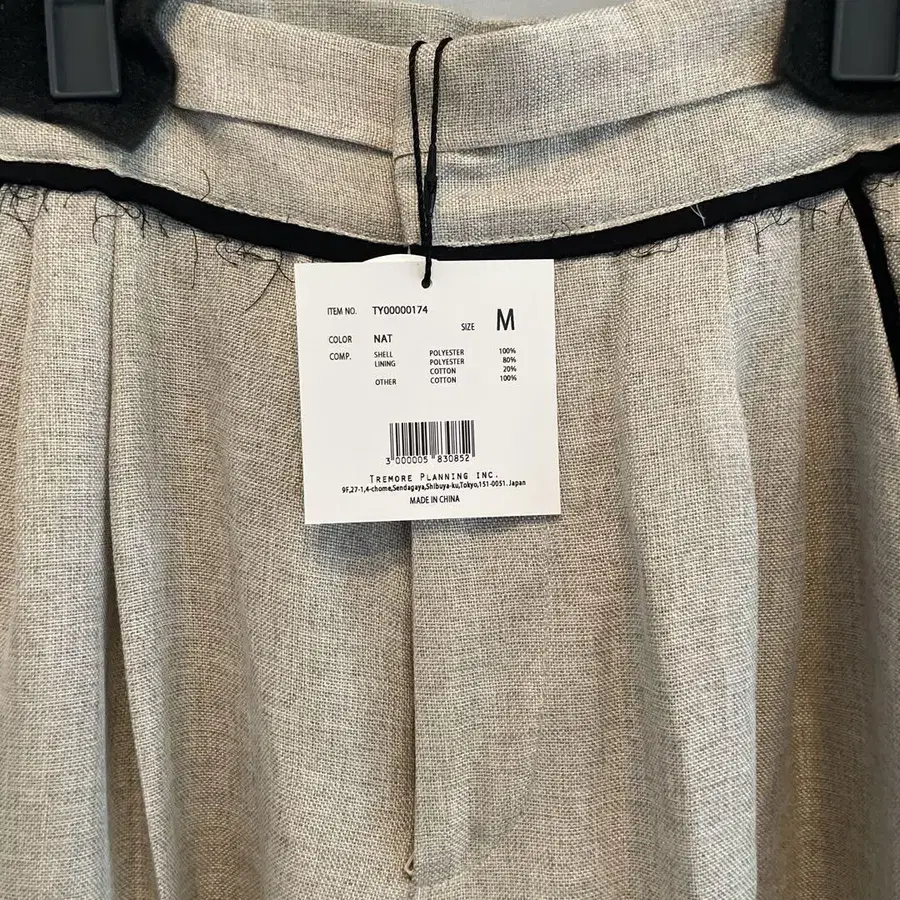 ITEM NO. TY00000174
SIZE M
COLOR NAT
COMP. SHELL POLYESTER 100%
LINING POLYESTER 80%
COTTON 20%
OTHER COTTON 100%
3 000005 830852
TREMORE PLANNING INC.
9F,27-1,4-chome,Sendagaya,Shibuya-ku,Tokyo,151-0051. Japan
MADE IN CHINA